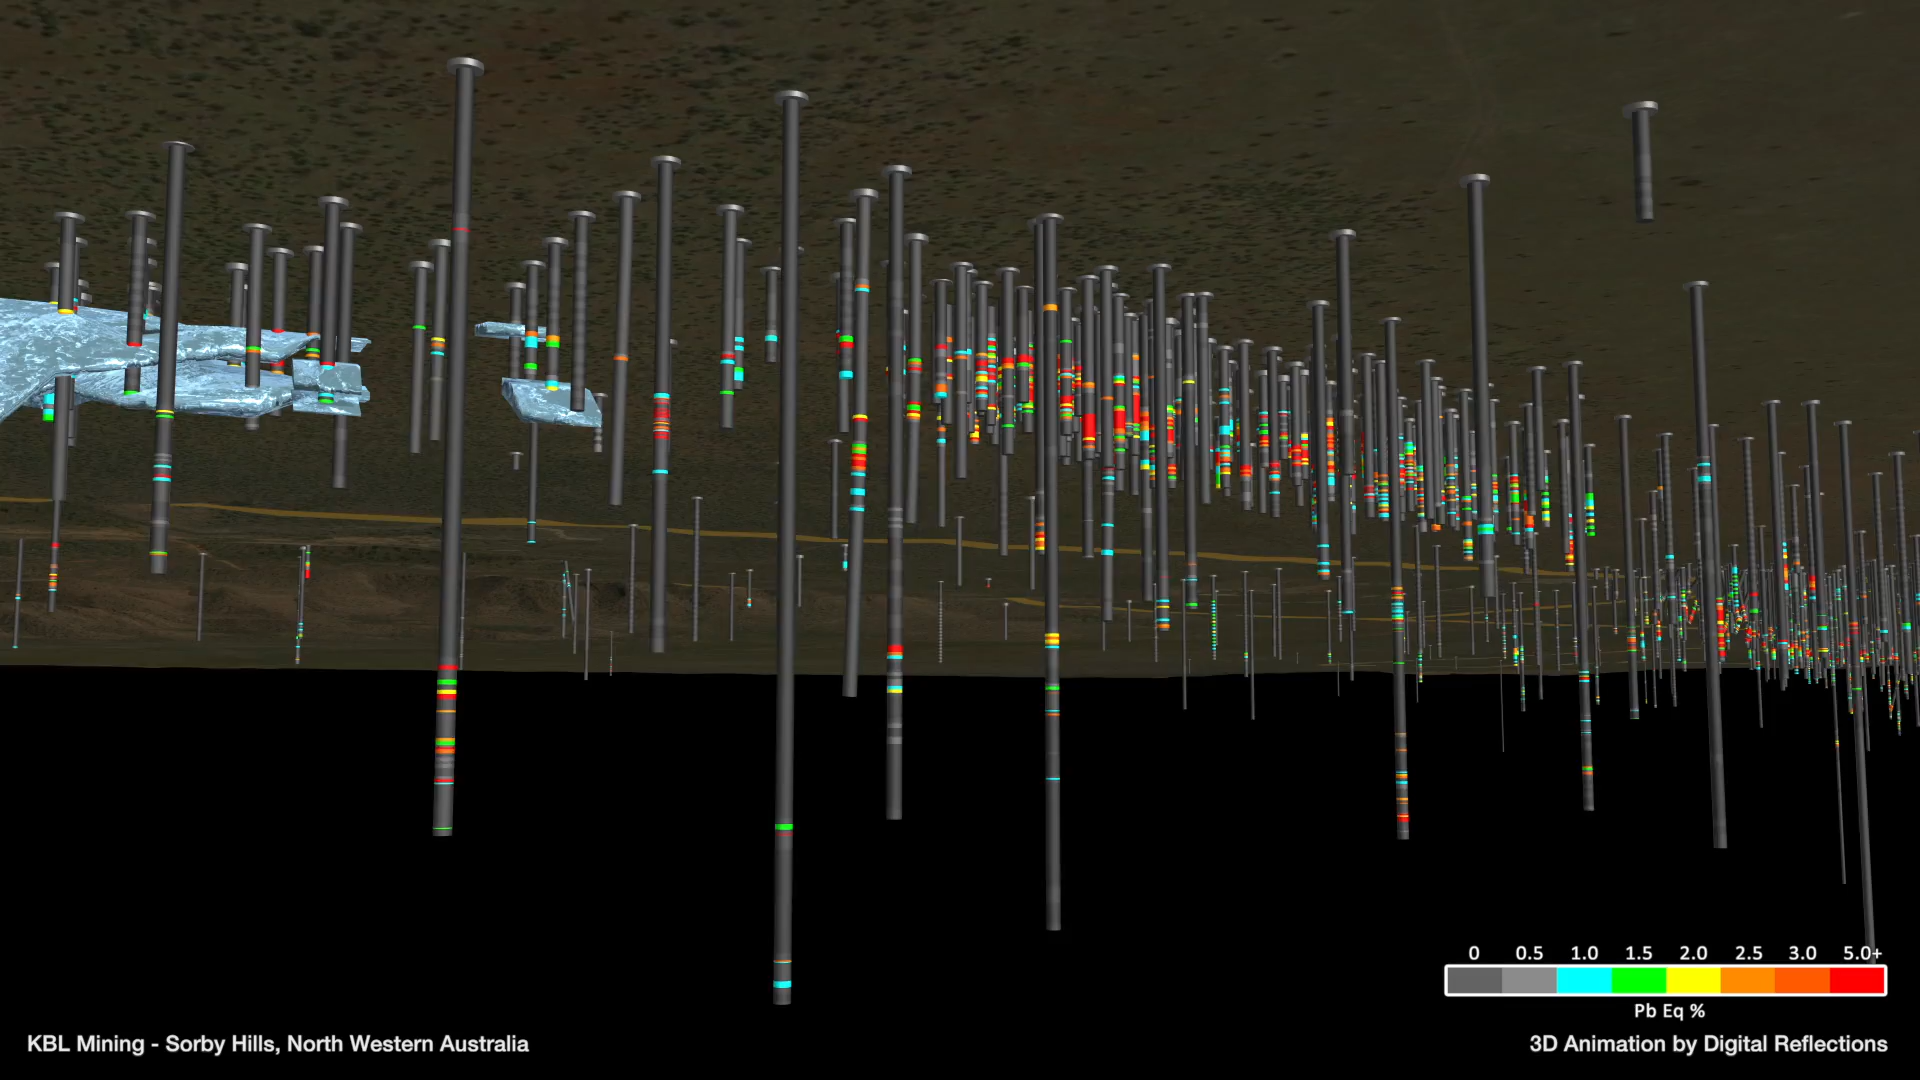 0 0.5 1.0 1.5 2.0 2.5 3.0 5.0+
Pb Eq %
KBL Mining - Sorby Hills, North Western Australia
3D Animation by Digital Reflections